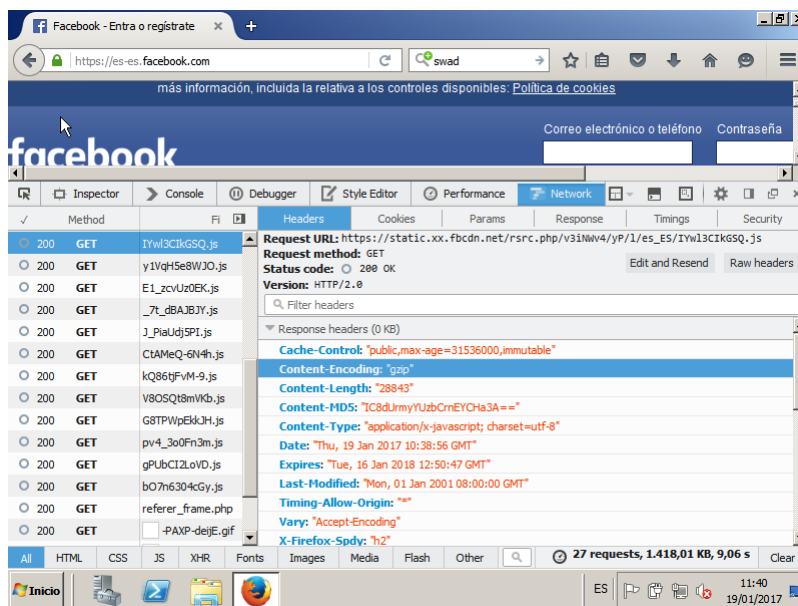 Facebook - Entra o regístrate
https://es-es.facebook.com
swad
más información, incluida la relativa a los controles disponibles: Política de cookies
Correo electrónico o teléfono Contraseña
facebook
Inspector Console Debugger Style Editor Performance Network
Method Fi Headers Cookies Params Response Timings Security
200 GET IYwl3CIkGSQ.js
200 GET y1VqH5e8WJO.js
200 GET E1_zcvUz0EK.js
200 GET _7t_dBAJBJY.js
200 GET J_PiaUdj5PI.js
200 GET CtAMeQ-6N4h.js
200 GET kQ86tjFvM-9.js
200 GET V8OSQt8mVKb.js
200 GET G8TPWpEkkJH.js
200 GET pv4_3o0Fn3m.js
200 GET gPUbCI2LoVD.js
200 GET bO7n6304cGy.js
200 GET referer_frame.php
200 GET -PAXP-deijE.gif
Request URL: https://static.xx.fbcdn.net/rsrc.php/v3iNWv4/yP/l/es_ES/IYwl3CIkGSQ.js
Request method: GET
Status code: 200 OK
Edit and Resend Raw headers
Version: HTTP/2.0
Filter headers
Response headers (0 KB)
Cache-Control: "public,max-age=31536000,immutable"
Content-Encoding: "gzip"
Content-Length: "28843"
Content-MD5: "IC8dUrmyYUzbCrnEYCHa3A=="
Content-Type: "application/x-javascript; charset=utf-8"
Date: "Thu, 19 Jan 2017 10:38:56 GMT"
Expires: "Tue, 16 Jan 2018 12:50:47 GMT"
Last-Modified: "Mon, 01 Jan 2001 08:00:00 GMT"
Timing-Allow-Origin: "*"
Vary: "Accept-Encoding"
X-Firefox-Spdy: "h2"
All HTML CSS JS XHR Fonts Images Media Flash Other 27 requests, 1.418,01 KB, 9,06 s Clear
Inicio ES 11:40
19/01/2017